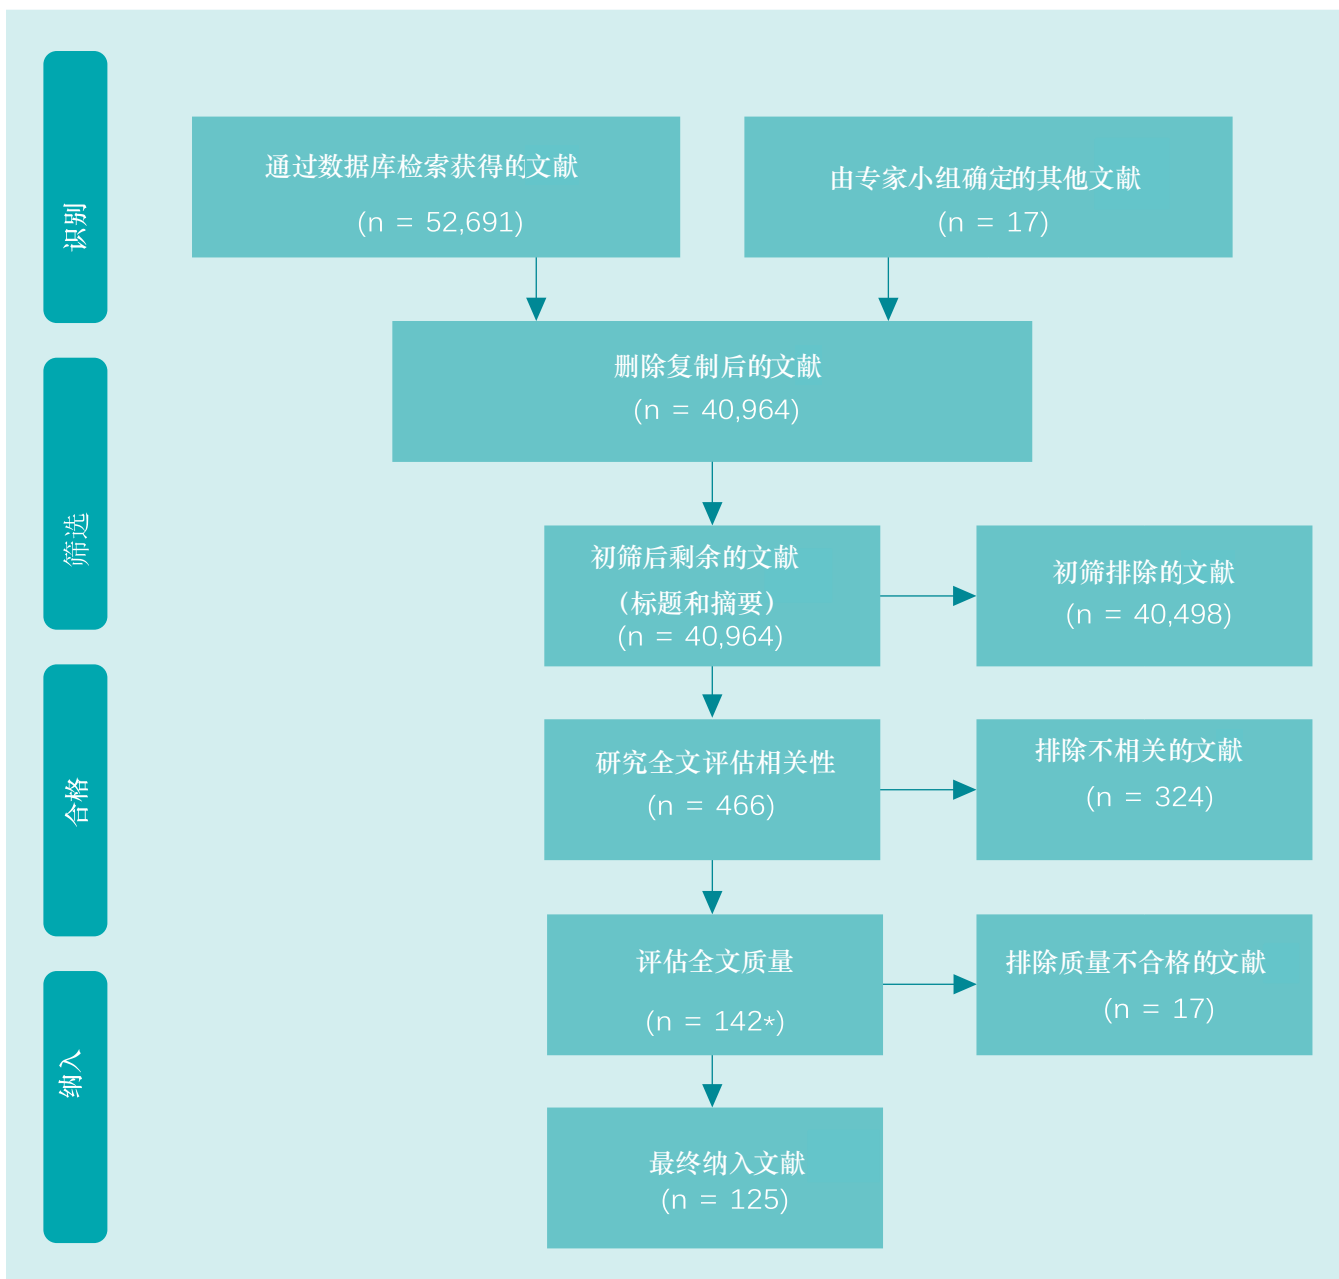 识别
通过数据库检索获得的文献
(n = 52,691)
由专家小组确定的其他文献
(n = 17)
删除复制后的文献
(n = 40,964)
筛选
初筛后剩余的文献
（标题和摘要）
(n = 40,964)
初筛排除的文献
(n = 40,498)
合格
研究全文评估相关性
(n = 466)
排除不相关的文献
(n = 324)
评估全文质量
(n = 142*)
排除质量不合格的文献
(n = 17)
纳入
最终纳入文献
(n = 125)